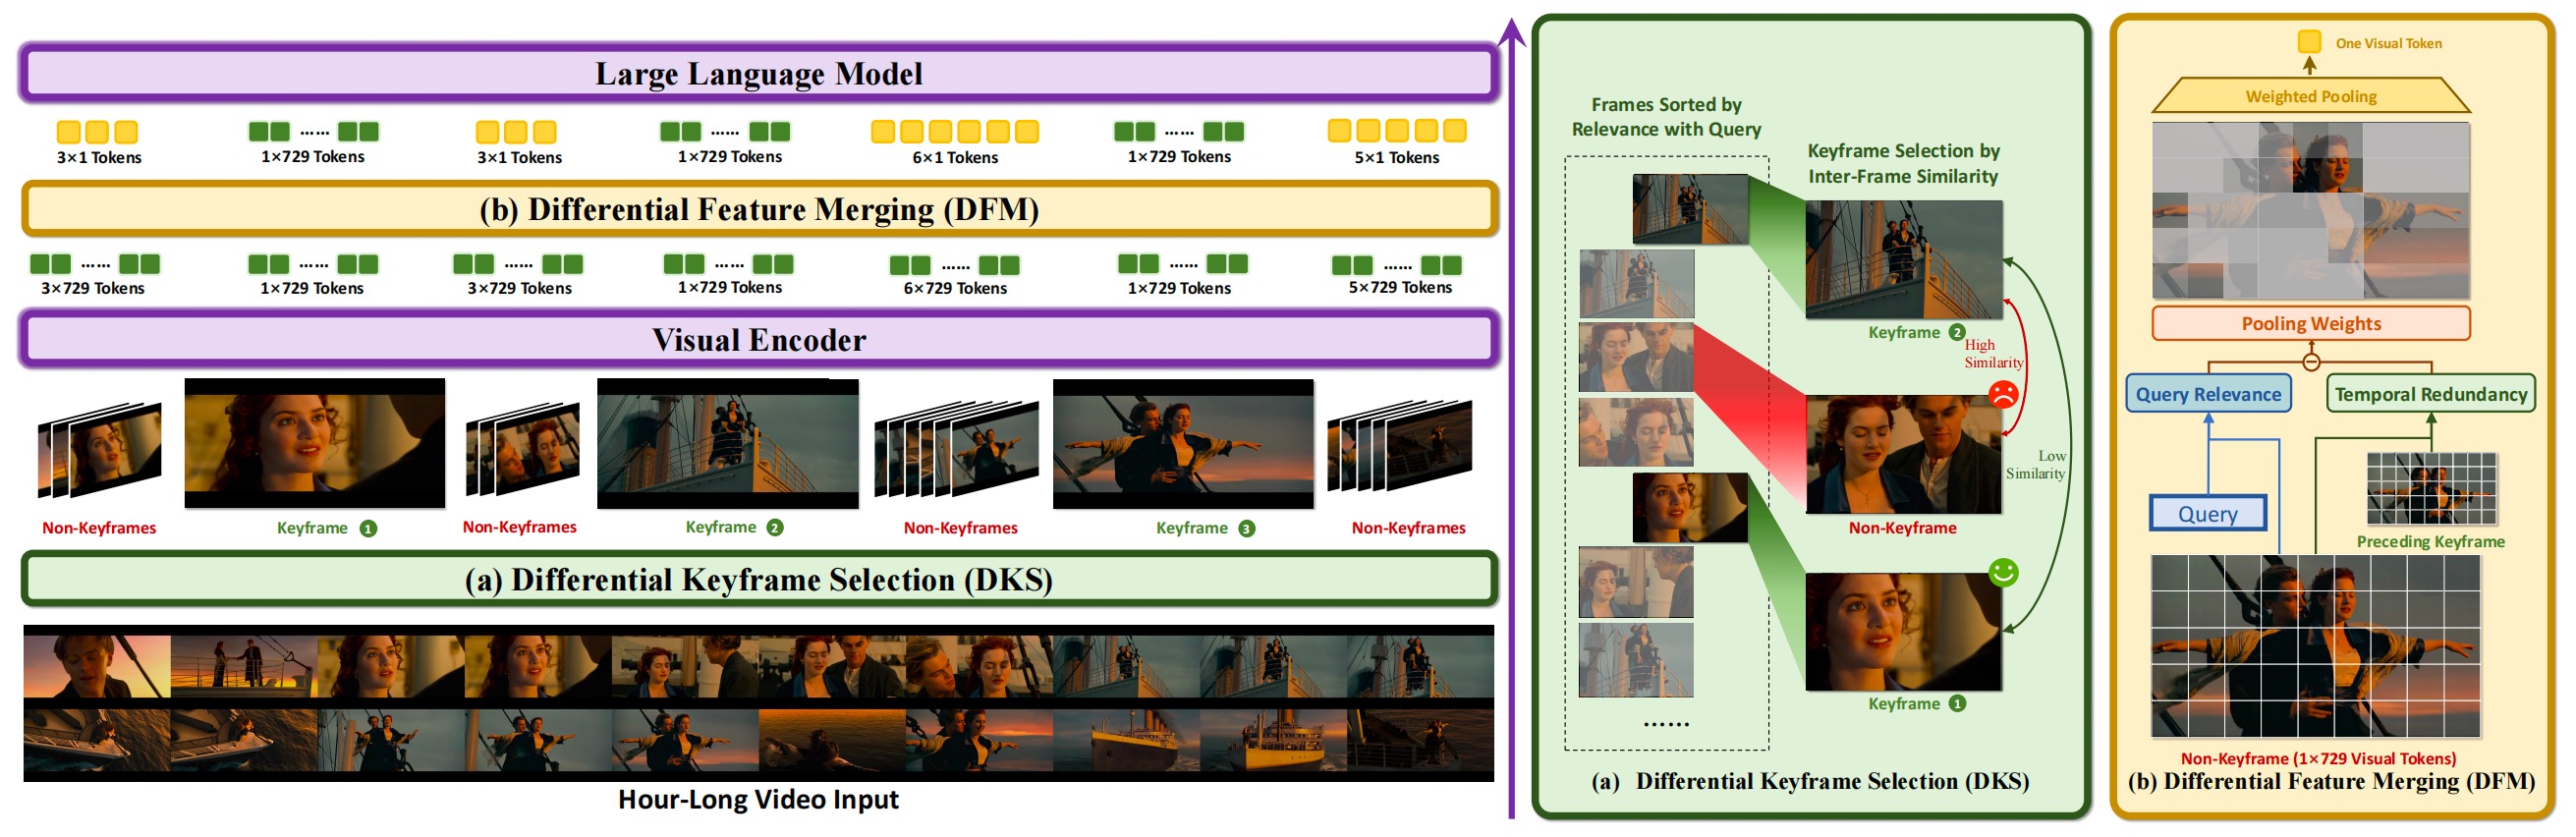 Large Language Model
3×1 Tokens
1×729 Tokens
3×1 Tokens
1×729 Tokens
6×1 Tokens
1×729 Tokens
5×1 Tokens
(b) Differential Feature Merging (DFM)
3×729 Tokens
1×729 Tokens
3×729 Tokens
1×729 Tokens
6×729 Tokens
1×729 Tokens
5×729 Tokens
Visual Encoder
Non-Keyframes
Keyframe 1
Non-Keyframes
Keyframe 2
Non-Keyframes
Keyframe 3
Non-Keyframes
(a) Differential Keyframe Selection (DKS)
Hour-Long Video Input
Frames Sorted by
Relevance with Query
Keyframe Selection by
Inter-Frame Similarity
Keyframe 2
High
Similarity
Low
Similarity
Non-Keyframe
Keyframe 1
......
(a) Differential Keyframe Selection (DKS)
One Visual Token
Weighted Pooling
Pooling Weights
Query Relevance
Temporal Redundancy
Query
Preceding Keyframe
Non-Keyframe (1×729 Visual Tokens)
(b) Differential Feature Merging (DFM)